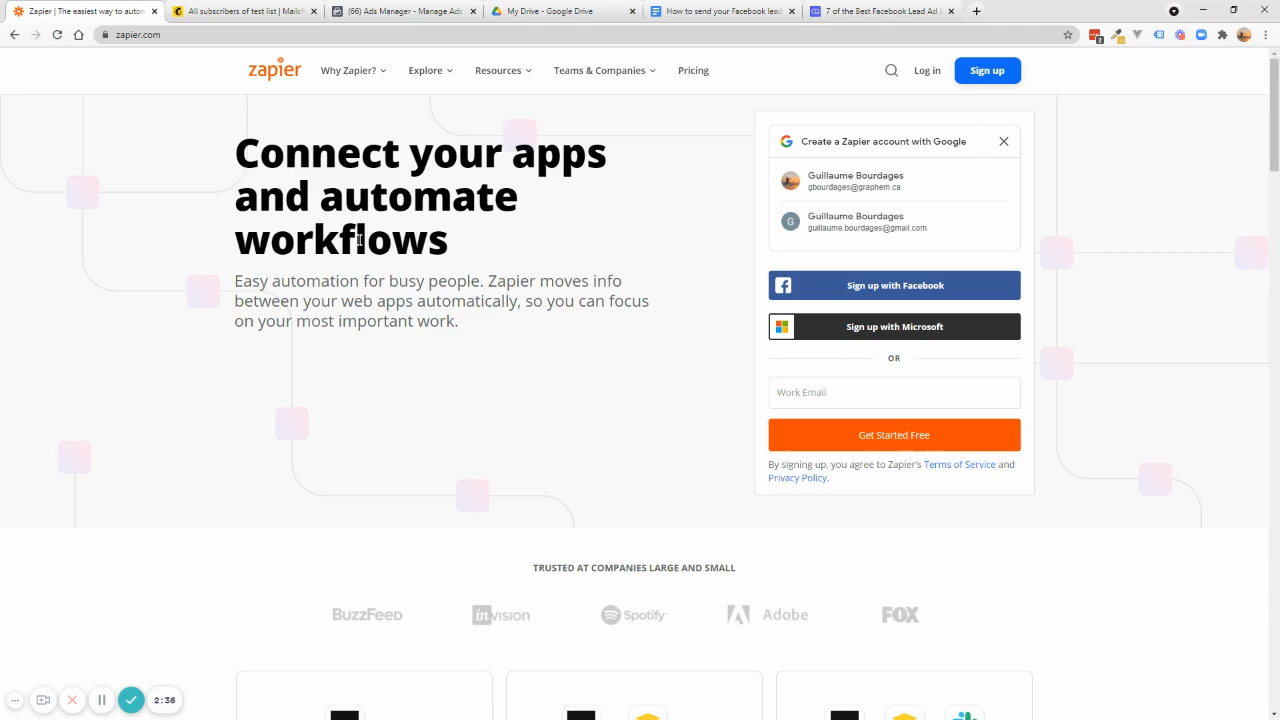 Zapier | The easiest way to autom
All subscribers of test list | Mailch
(66) Ads Manager - Manage Ads
My Drive - Google Drive
How to send your Facebook lead
7 of the Best Facebook Lead Ad
zapier.com
3
zapier
Why Zapier?
Explore
Resources
Teams & Companies
Pricing
Log in
Sign up
Connect your apps
and automate
workflows
Easy automation for busy people. Zapier moves info
between your web apps automatically, so you can focus
on your most important work.
Create a Zapier account with Google
Guillaume Bourdages
gbourdages@graphem.ca
G
Guillaume Bourdages
guillaume.bourdages@gmail.com
Sign up with Facebook
Sign up with Microsoft
OR
Work Email
Get Started Free
By signing up, you agree to Zapier's Terms of Service and
Privacy Policy.
TRUSTED AT COMPANIES LARGE AND SMALL
BuzzFeed
inVISION
Spotify
Adobe
FOX
2:36